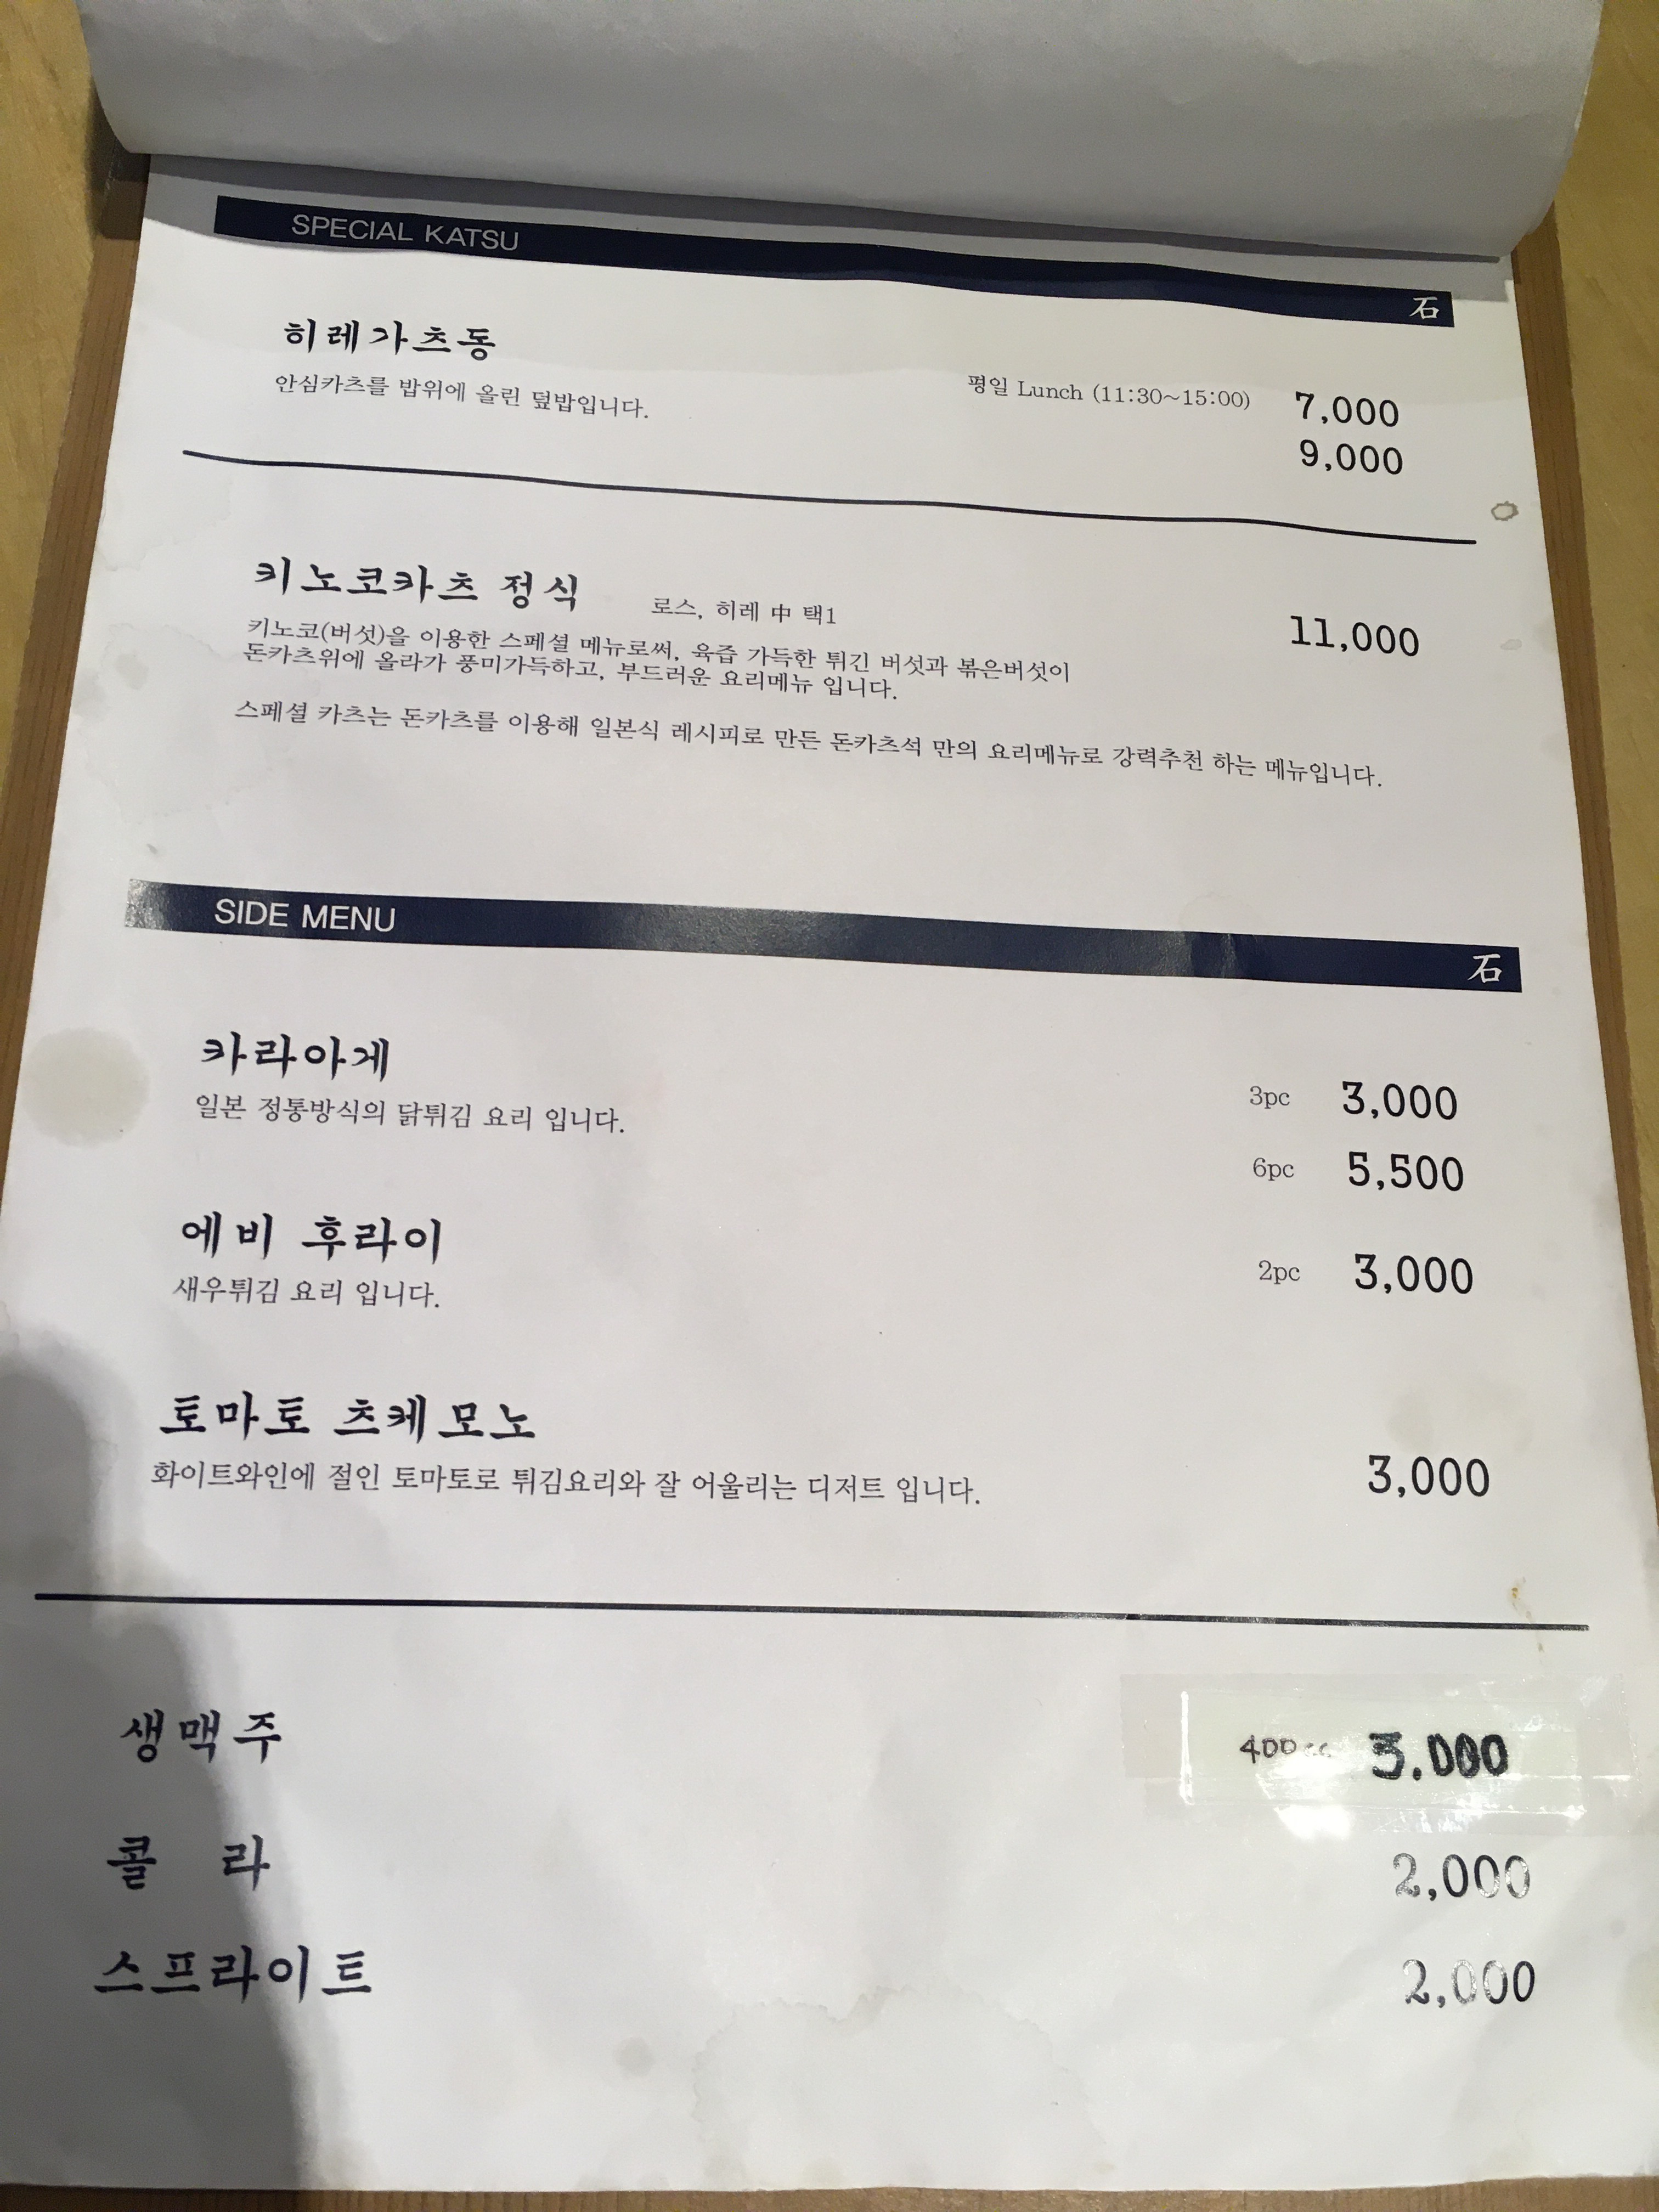 SPECIAL KATSU
石
히레가츠동
안심카츠를 밥위에 올린 덮밥입니다.
평일 Lunch (11:30~15:00) 7,000
9,000
키노코카츠 정식 로스, 히레 中 택1
11,000
키노코(버섯)을 이용한 스페셜 메뉴로써, 육즙 가득한 튀긴 버섯과 볶은버섯이
돈카츠위에 올라가 풍미가득하고, 부드러운 요리메뉴 입니다.
스페셜 카츠는 돈카츠를 이용해 일본식 레시피로 만든 돈카츠석 만의 요리메뉴로 강력추천 하는 메뉴입니다.
SIDE MENU
石
카라아게
일본 정통방식의 닭튀김 요리 입니다.
3pc 3,000
6pc 5,500
에비 후라이
새우튀김 요리 입니다.
2pc 3,000
토마토 츠케모노
화이트와인에 절인 토마토로 튀김요리와 잘 어울리는 디저트 입니다.
3,000
생맥주 400cc
콜 라 2,000
스프라이트 2,000